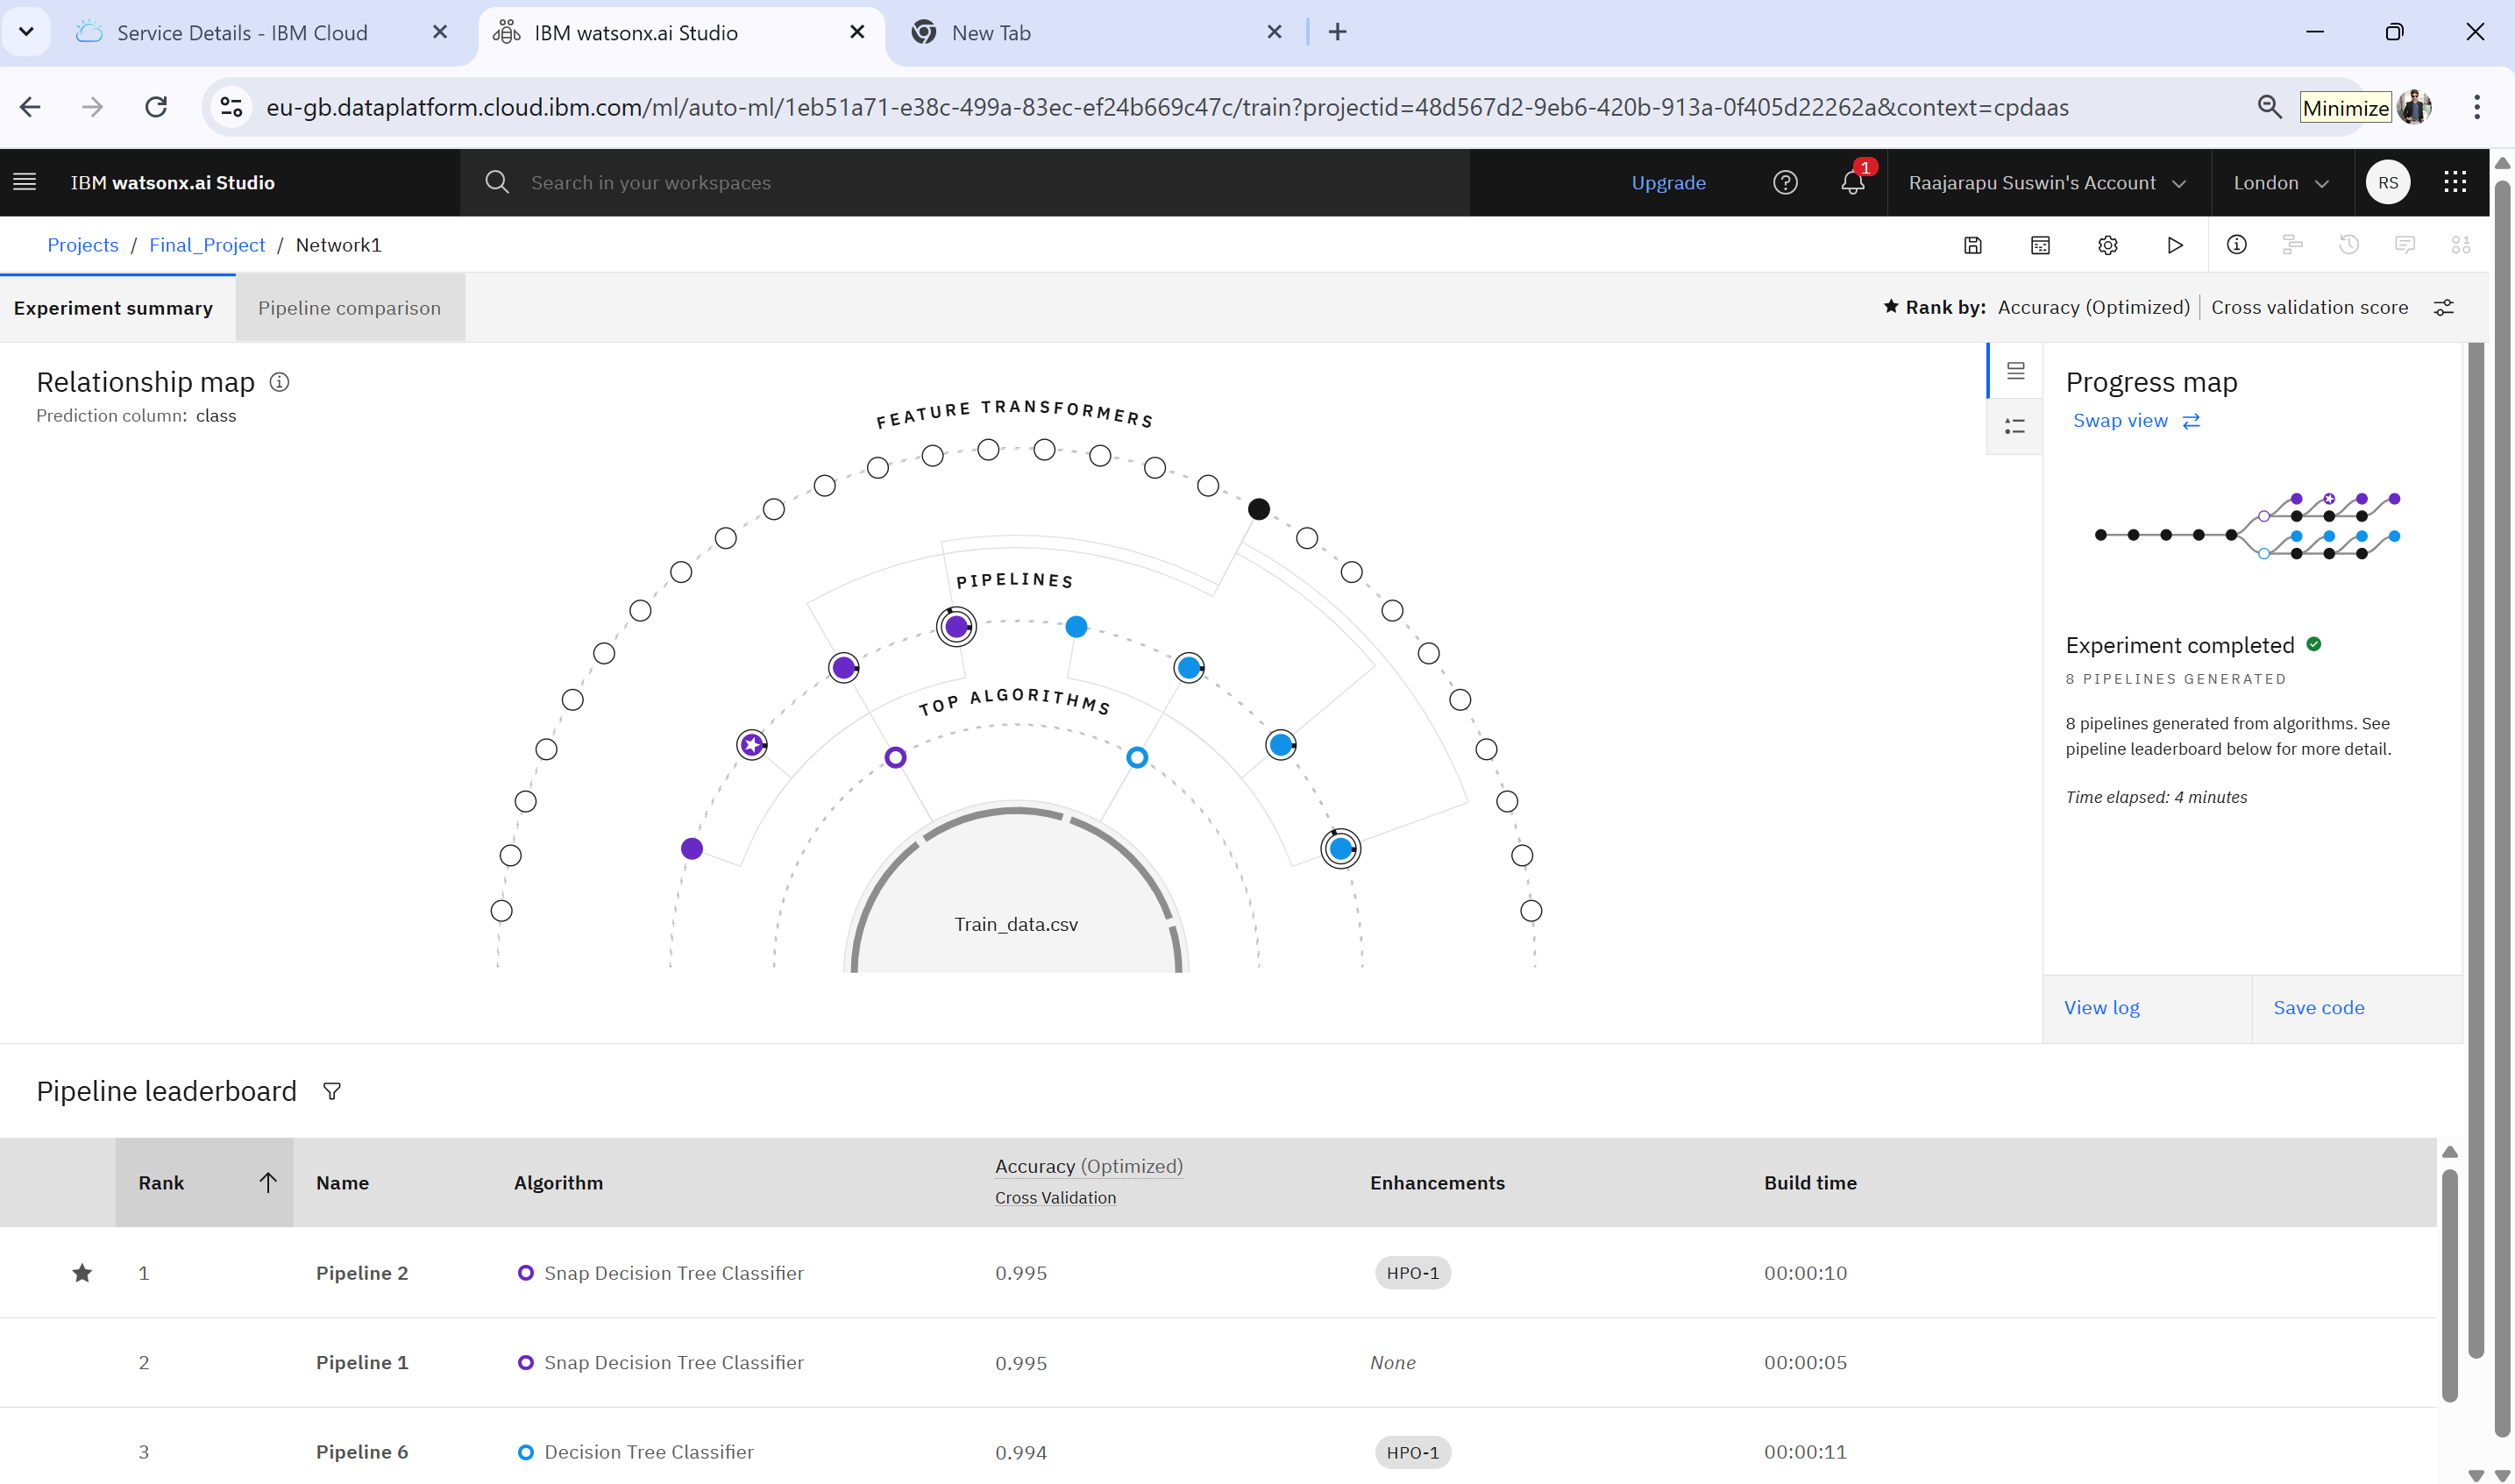 Service Details - IBM Cloud
IBM watsonx.ai Studio
New Tab
eu-gb.dataplatform.cloud.ibm.com/ml/auto-ml/1eb51a71-e38c-499a-83ec-ef24b669c47c/train?projectid=48d567d2-9eb6-420b-913a-0f405d22262a&context=cpdaas
Minimize
IBM watsonx.ai Studio
Search in your workspaces
Upgrade
1
Raajarapu Suswin's Account
London
RS
Projects / Final_Project / Network1
Experiment summary
Pipeline comparison
Rank by: Accuracy (Optimized) | Cross validation score
Relationship map
Prediction column: class
FEATURE TRANSFORMERS
PIPELINES
TOP ALGORITHMS
Train_data.csv
Progress map
Swap view
Experiment completed
8 PIPELINES GENERATED
8 pipelines generated from algorithms. See
pipeline leaderboard below for more detail.
Time elapsed: 4 minutes
View log
Save code
Pipeline leaderboard
Rank Name Algorithm Accuracy (Optimized) Enhancements Build time
Cross Validation
1 Pipeline 2 Snap Decision Tree Classifier 0.995 HPO-1 00:00:10
2 Pipeline 1 Snap Decision Tree Classifier 0.995 None 00:00:05
3 Pipeline 6 Decision Tree Classifier 0.994 HPO-1 00:00:11